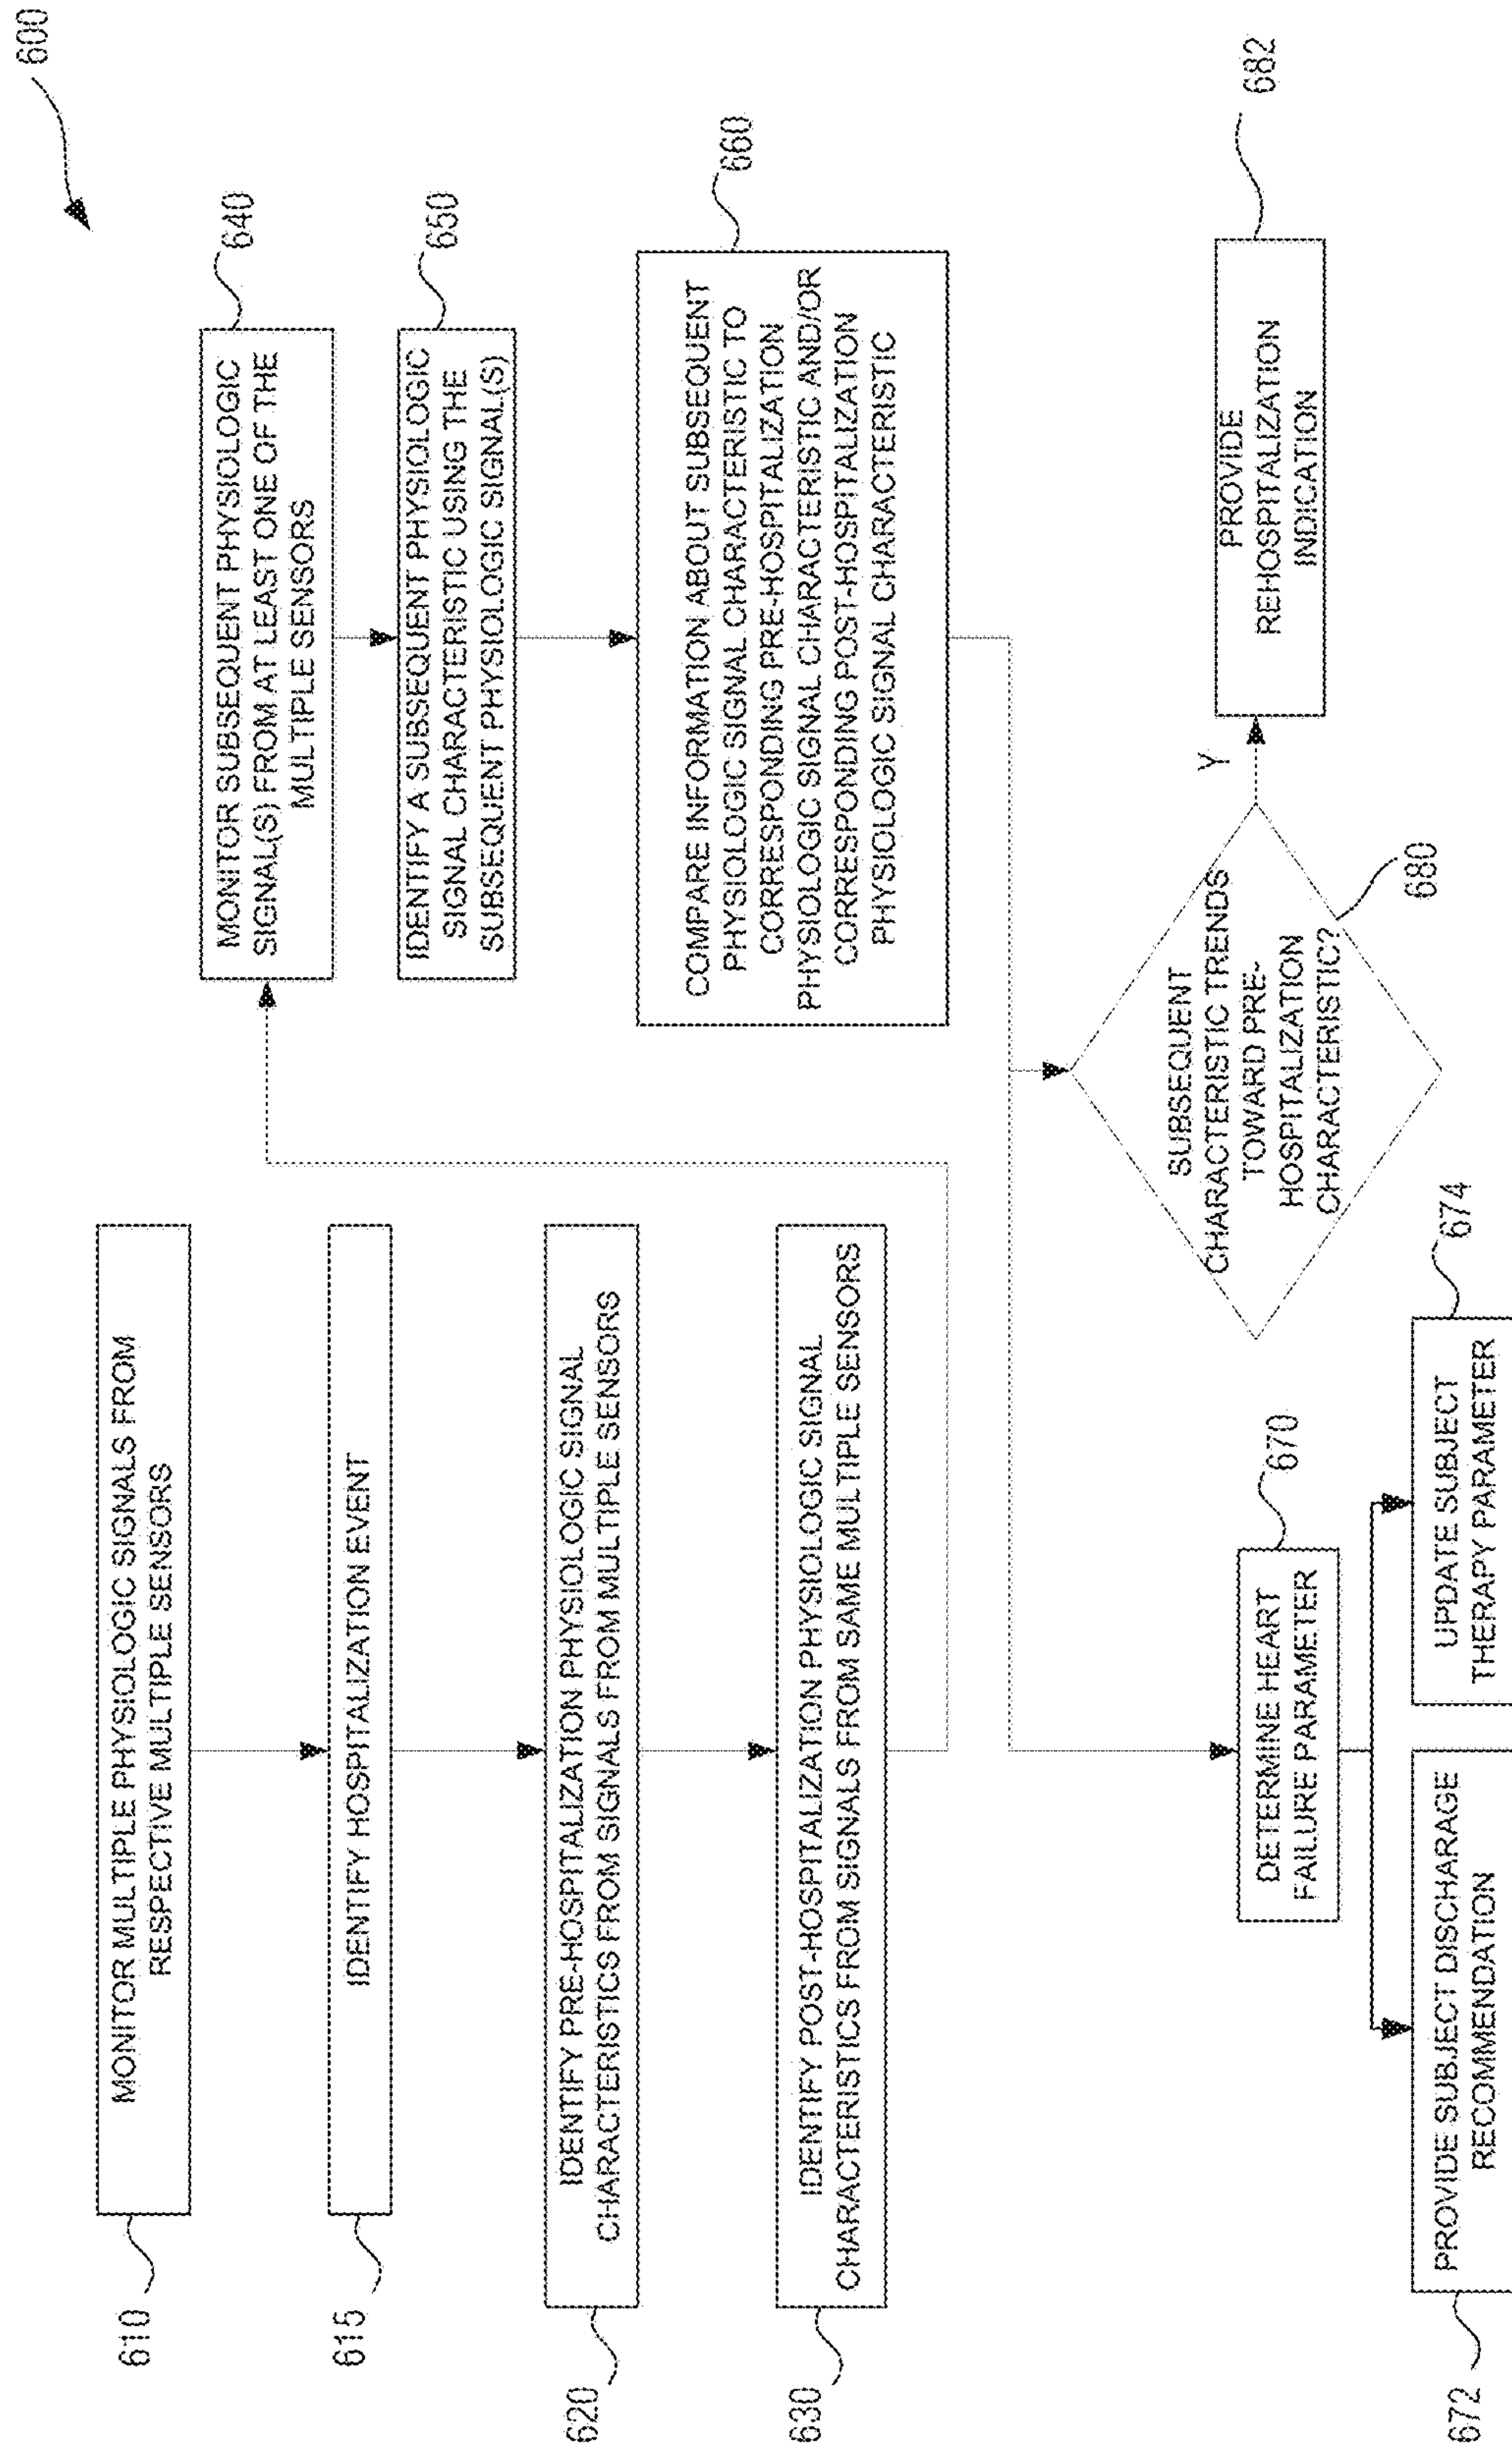 600
610
MONITOR MULTIPLE PHYSIOLOGIC SIGNALS FROM
RESPECTIVE MULTIPLE SENSORS
615
IDENTIFY HOSPITALIZATION EVENT
620
IDENTIFY PRE-HOSPITALIZATION PHYSIOLOGIC SIGNAL
CHARACTERISTICS FROM SIGNALS FROM MULTIPLE SENSORS
630
IDENTIFY POST-HOSPITALIZATION PHYSIOLOGIC SIGNAL
CHARACTERISTICS FROM SIGNALS FROM SAME MULTIPLE SENSORS
640
MONITOR SUBSEQUENT PHYSIOLOGIC
SIGNAL(S) FROM AT LEAST ONE OF THE
MULTIPLE SENSORS
650
IDENTIFY A SUBSEQUENT PHYSIOLOGIC
SIGNAL CHARACTERISTIC USING THE
SUBSEQUENT PHYSIOLOGIC SIGNAL(S)
660
COMPARE INFORMATION ABOUT SUBSEQUENT
PHYSIOLOGIC SIGNAL CHARACTERISTIC TO
CORRESPONDING PRE-HOSPITALIZATION
PHYSIOLOGIC SIGNAL CHARACTERISTIC AND/OR
CORRESPONDING POST-HOSPITALIZATION
PHYSIOLOGIC SIGNAL CHARACTERISTIC
670
DETERMINE HEART
FAILURE PARAMETER
672
PROVIDE SUBJECT DISCHARGE
RECOMMENDATION
674
UPDATE SUBJECT
THERAPY PARAMETER
680
SUBSEQUENT
CHARACTERISTIC TRENDS
TOWARD PRE-
HOSPITALIZATION
CHARACTERISTIC?
Y
682
PROVIDE
REHOSPITALIZATION
INDICATION